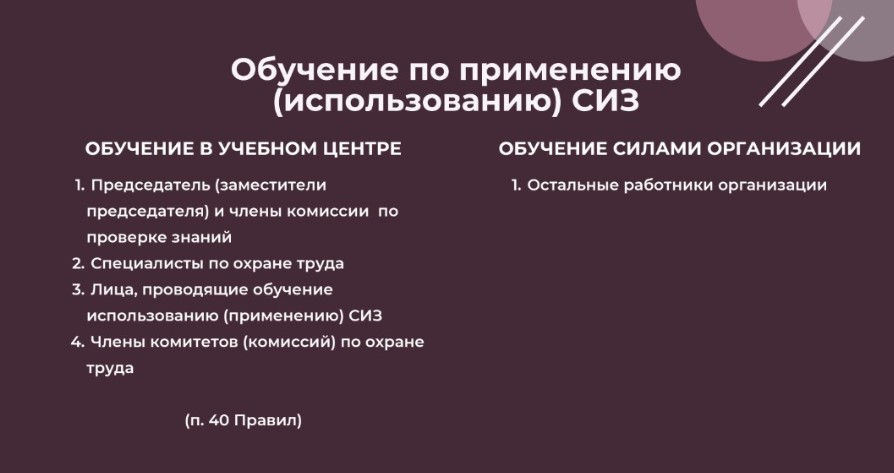 Обучение по применению
(использованию) СИЗ
ОБУЧЕНИЕ В УЧЕБНОМ ЦЕНТРЕ
1. Председатель (заместители
председателя) и члены комиссии по
проверке знаний
2. Специалисты по охране труда
3. Лица, проводящие обучение
использованию (применению) СИЗ
4. Члены комитетов (комиссий) по охране
труда
(п. 40 Правил)
ОБУЧЕНИЕ СИЛАМИ ОРГАНИЗАЦИИ
1. Остальные работники организации